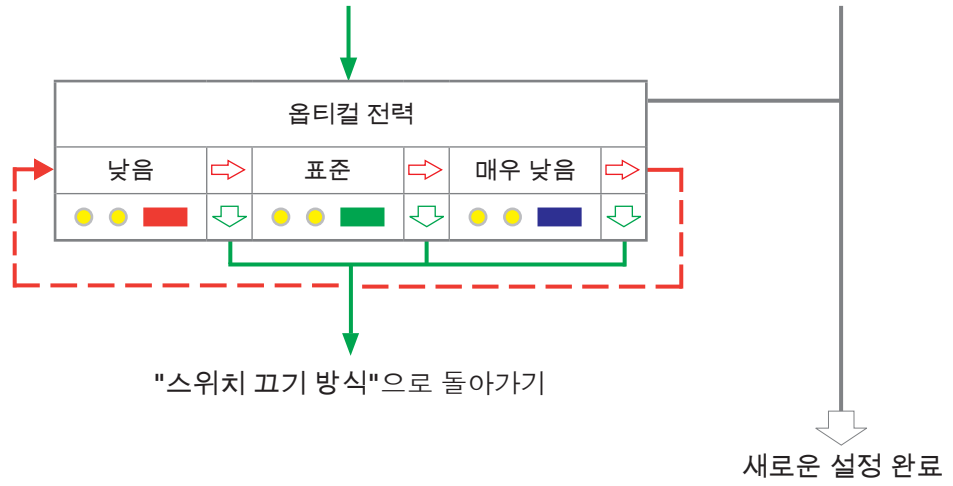 옵티컬 전력
낮음 표준 매우 낮음
"스위치 끄기 방식"으로 돌아가기
새로운 설정 완료